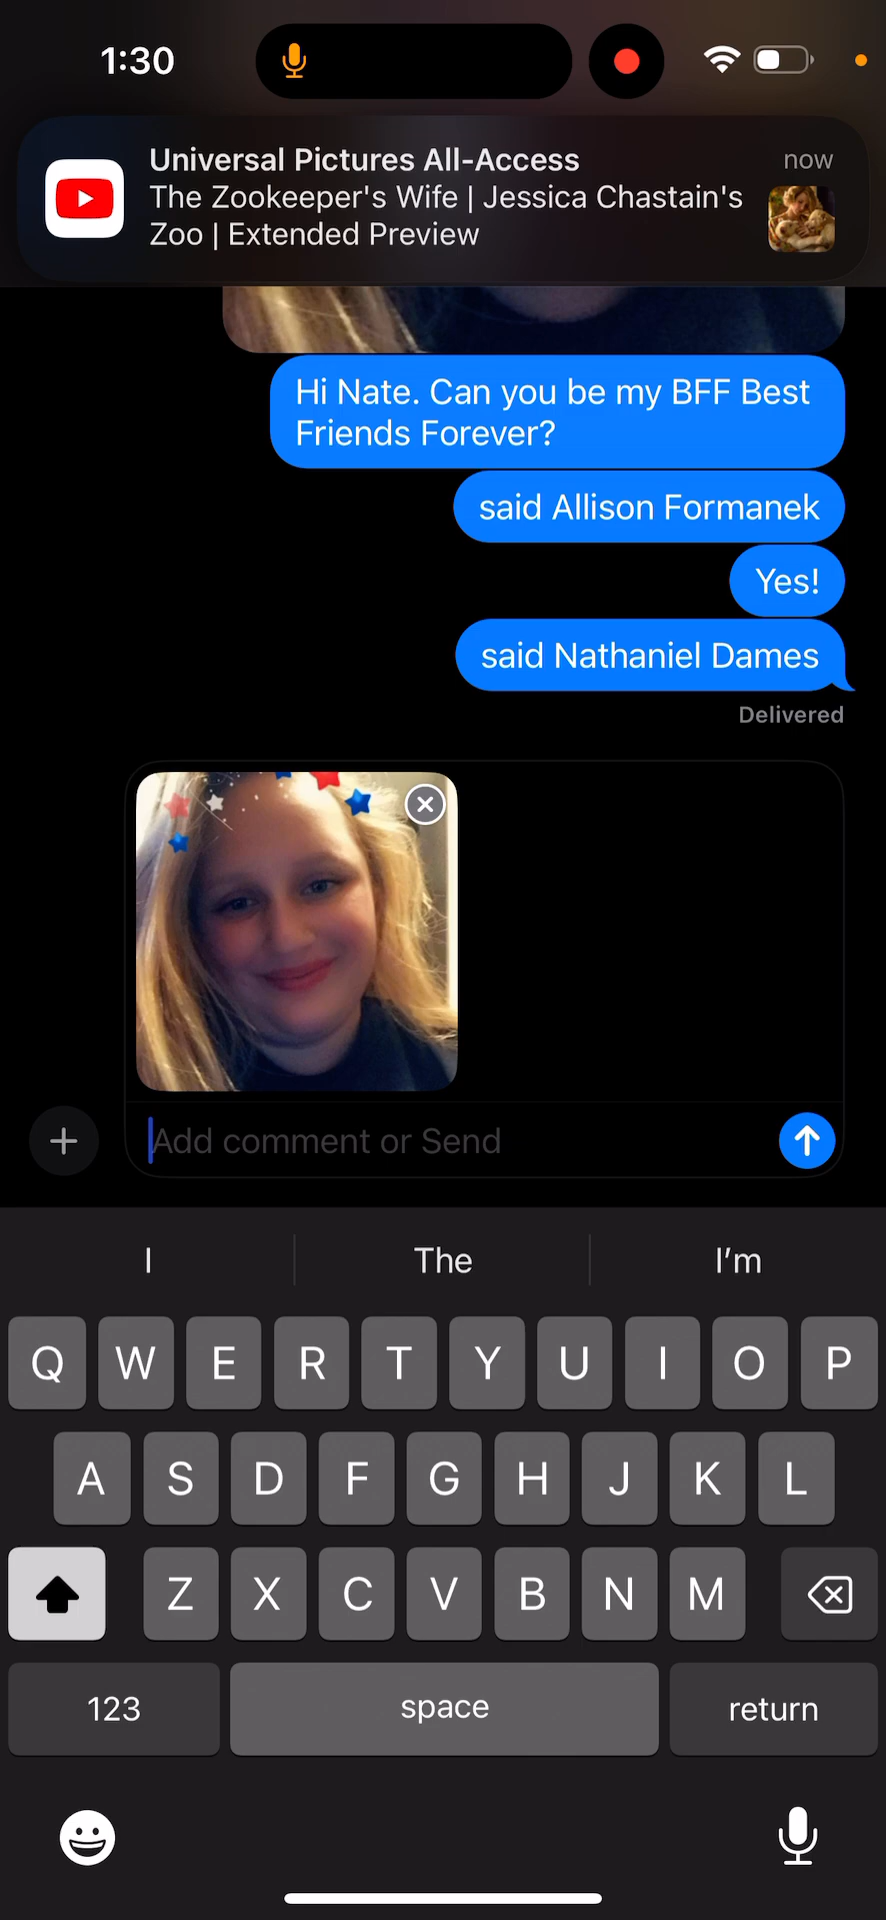 1:30
Universal Pictures All-Access
now
The Zookeeper's Wife | Jessica Chastain's
Zoo | Extended Preview
Hi Nate. Can you be my BFF Best
Friends Forever?
said Allison Formanek
Yes!
said Nathaniel Dames
Delivered
Add comment or Send
I The I’m
Q W E R T Y U I O P
A S D F G H J K L
Z X C V B N M
123 space return